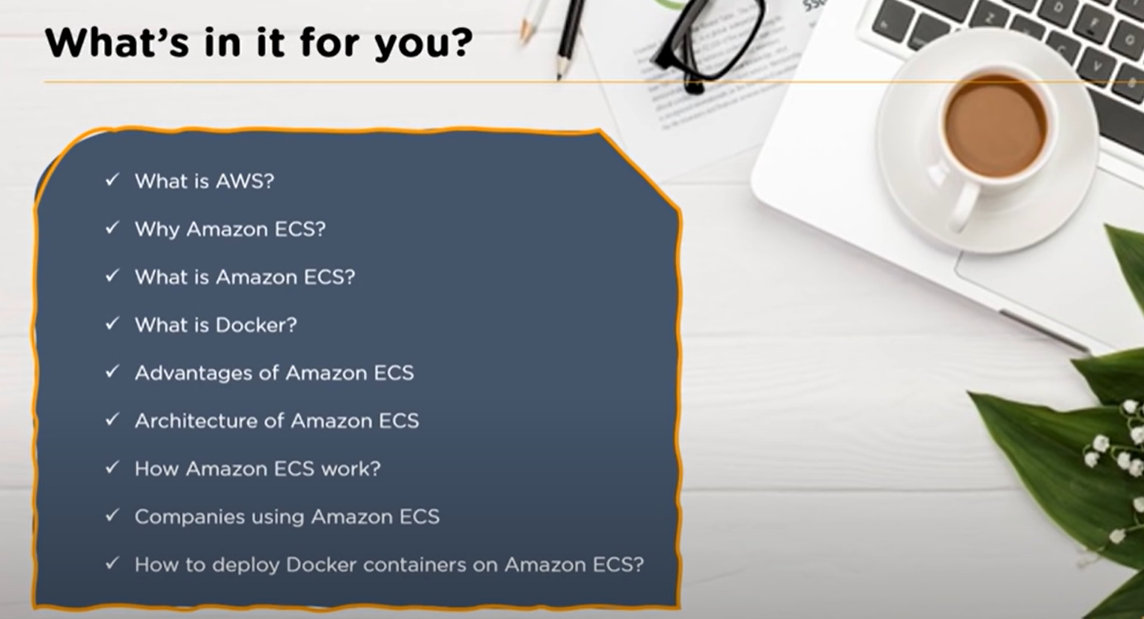 What's in it for you?
✓ What is AWS?
✓ Why Amazon ECS?
✓ What is Amazon ECS?
✓ What is Docker?
✓ Advantages of Amazon ECS
✓ Architecture of Amazon ECS
✓ How Amazon ECS work?
✓ Companies using Amazon ECS
✓ How to deploy Docker containers on Amazon ECS?